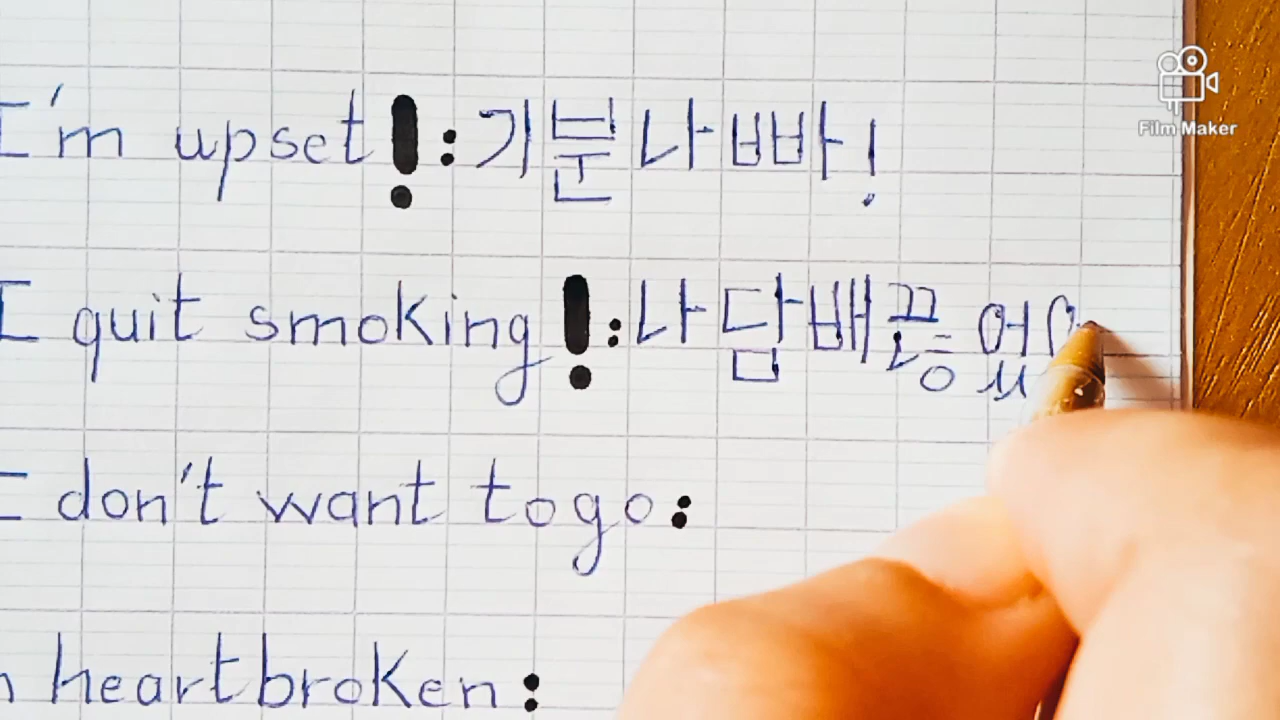 Film Maker
I'm upset!: 기분나빠!
I quit smoking!: 나담배끊었
I don't want to go:
heartbroken: